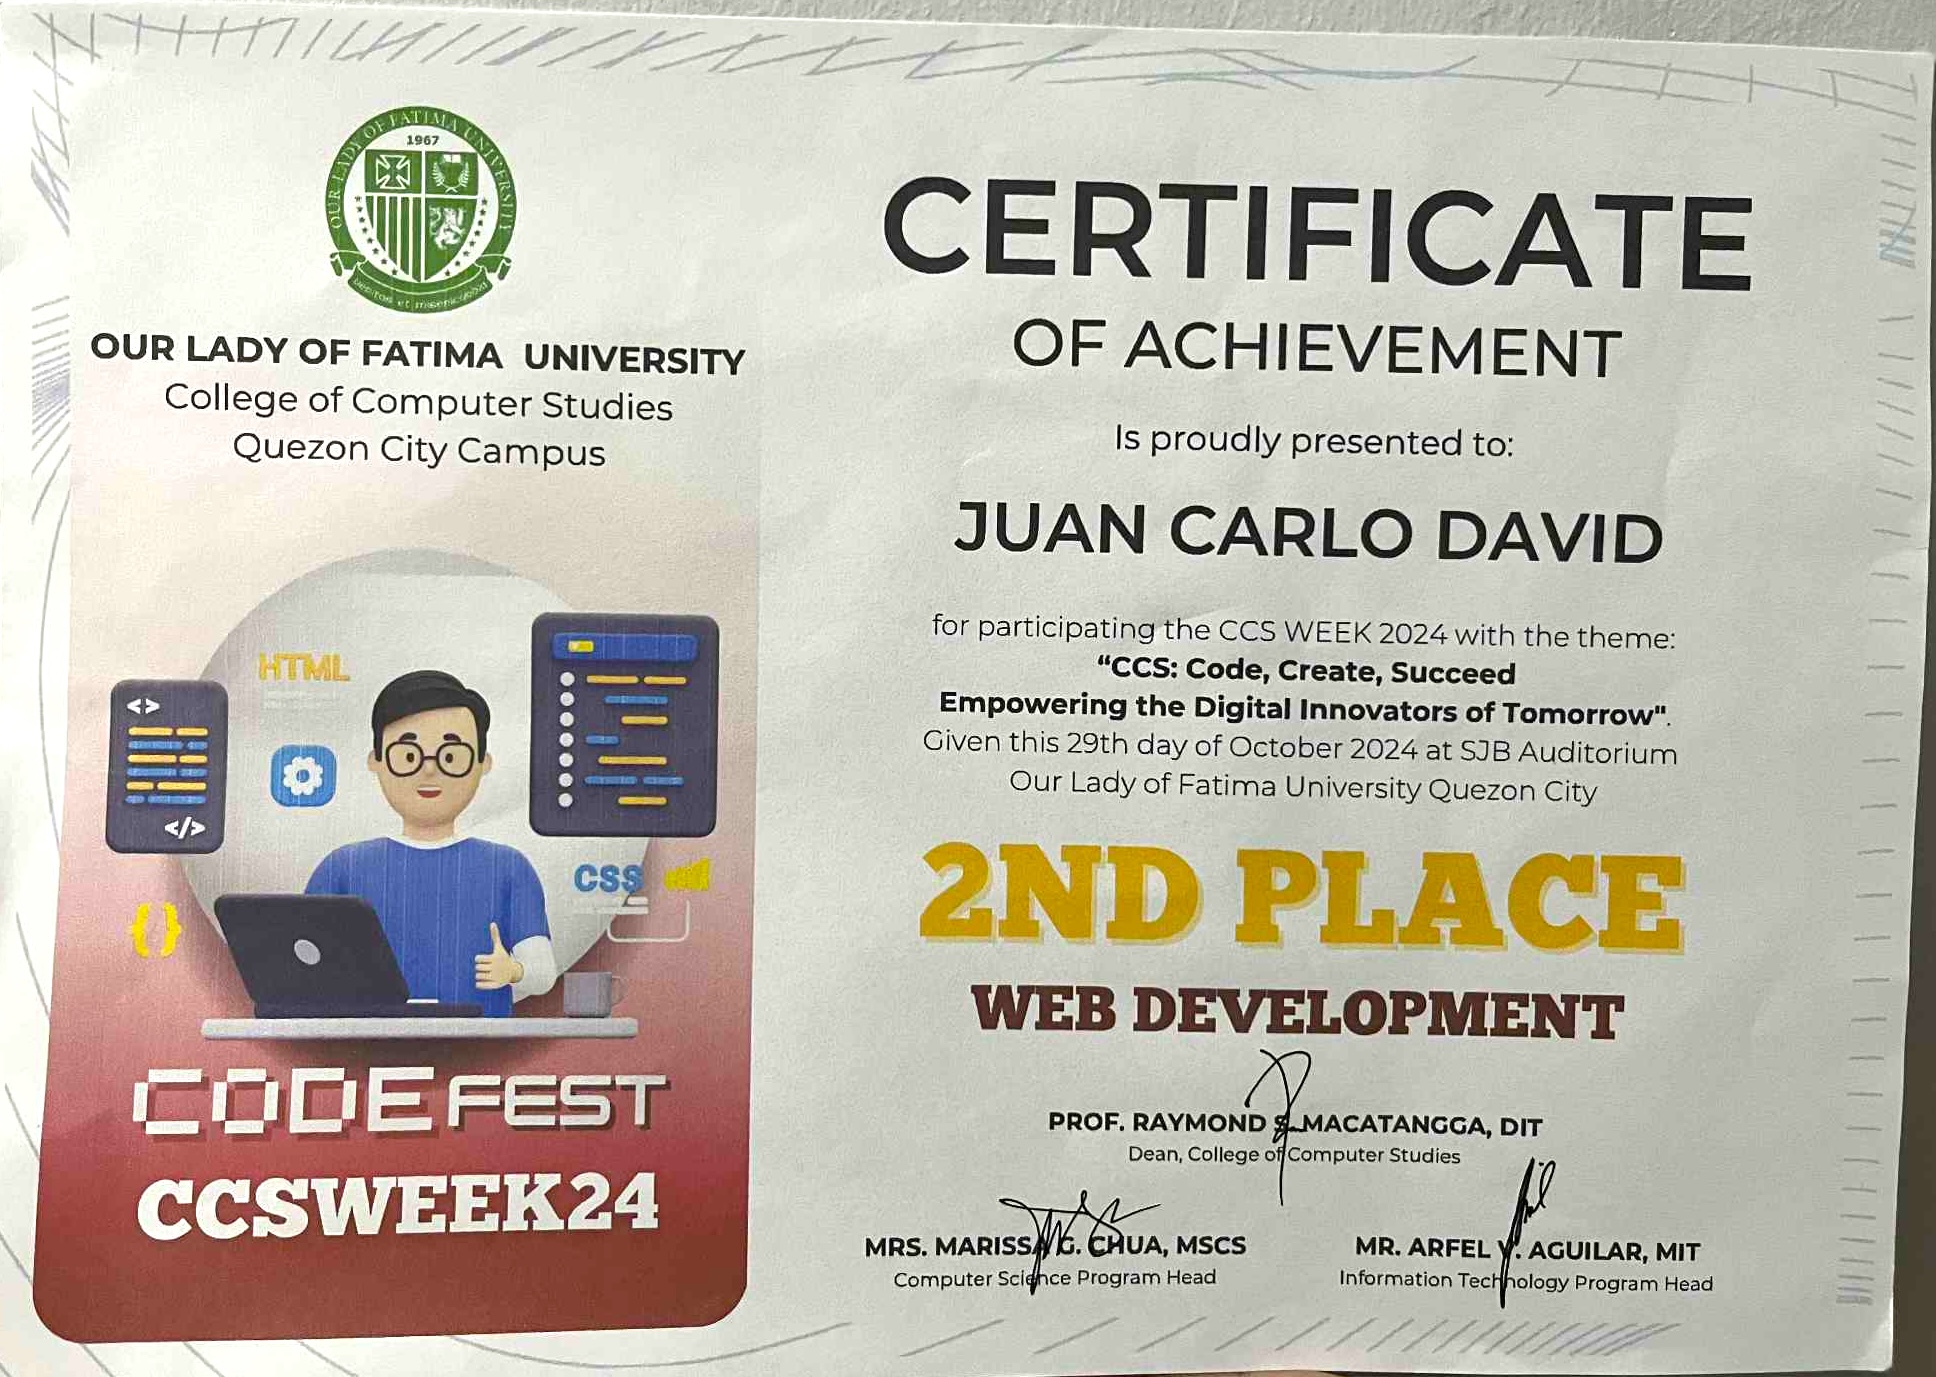 OUR LADY OF FATIMA UNIVERSITY
1967
Veritas et misericordia
OUR LADY OF FATIMA UNIVERSITY
College of Computer Studies
Quezon City Campus
HTML
<>
</>
CSS
{}
CODEFEST
CCSWEEK24
CERTIFICATE
OF ACHIEVEMENT
Is proudly presented to:
JUAN CARLO DAVID
for participating the CCS WEEK 2024 with the theme:
“CCS: Code, Create, Succeed
Empowering the Digital Innovators of Tomorrow".
Given this 29th day of October 2024 at SJB Auditorium
Our Lady of Fatima University Quezon City
2ND PLACE
WEB DEVELOPMENT
PROF. RAYMOND S. MACATANGGA, DIT
Dean, College of Computer Studies
MRS. MARISSA G. CHUA, MSCS
Computer Science Program Head
MR. ARFEL V. AGUILAR, MIT
Information Technology Program Head